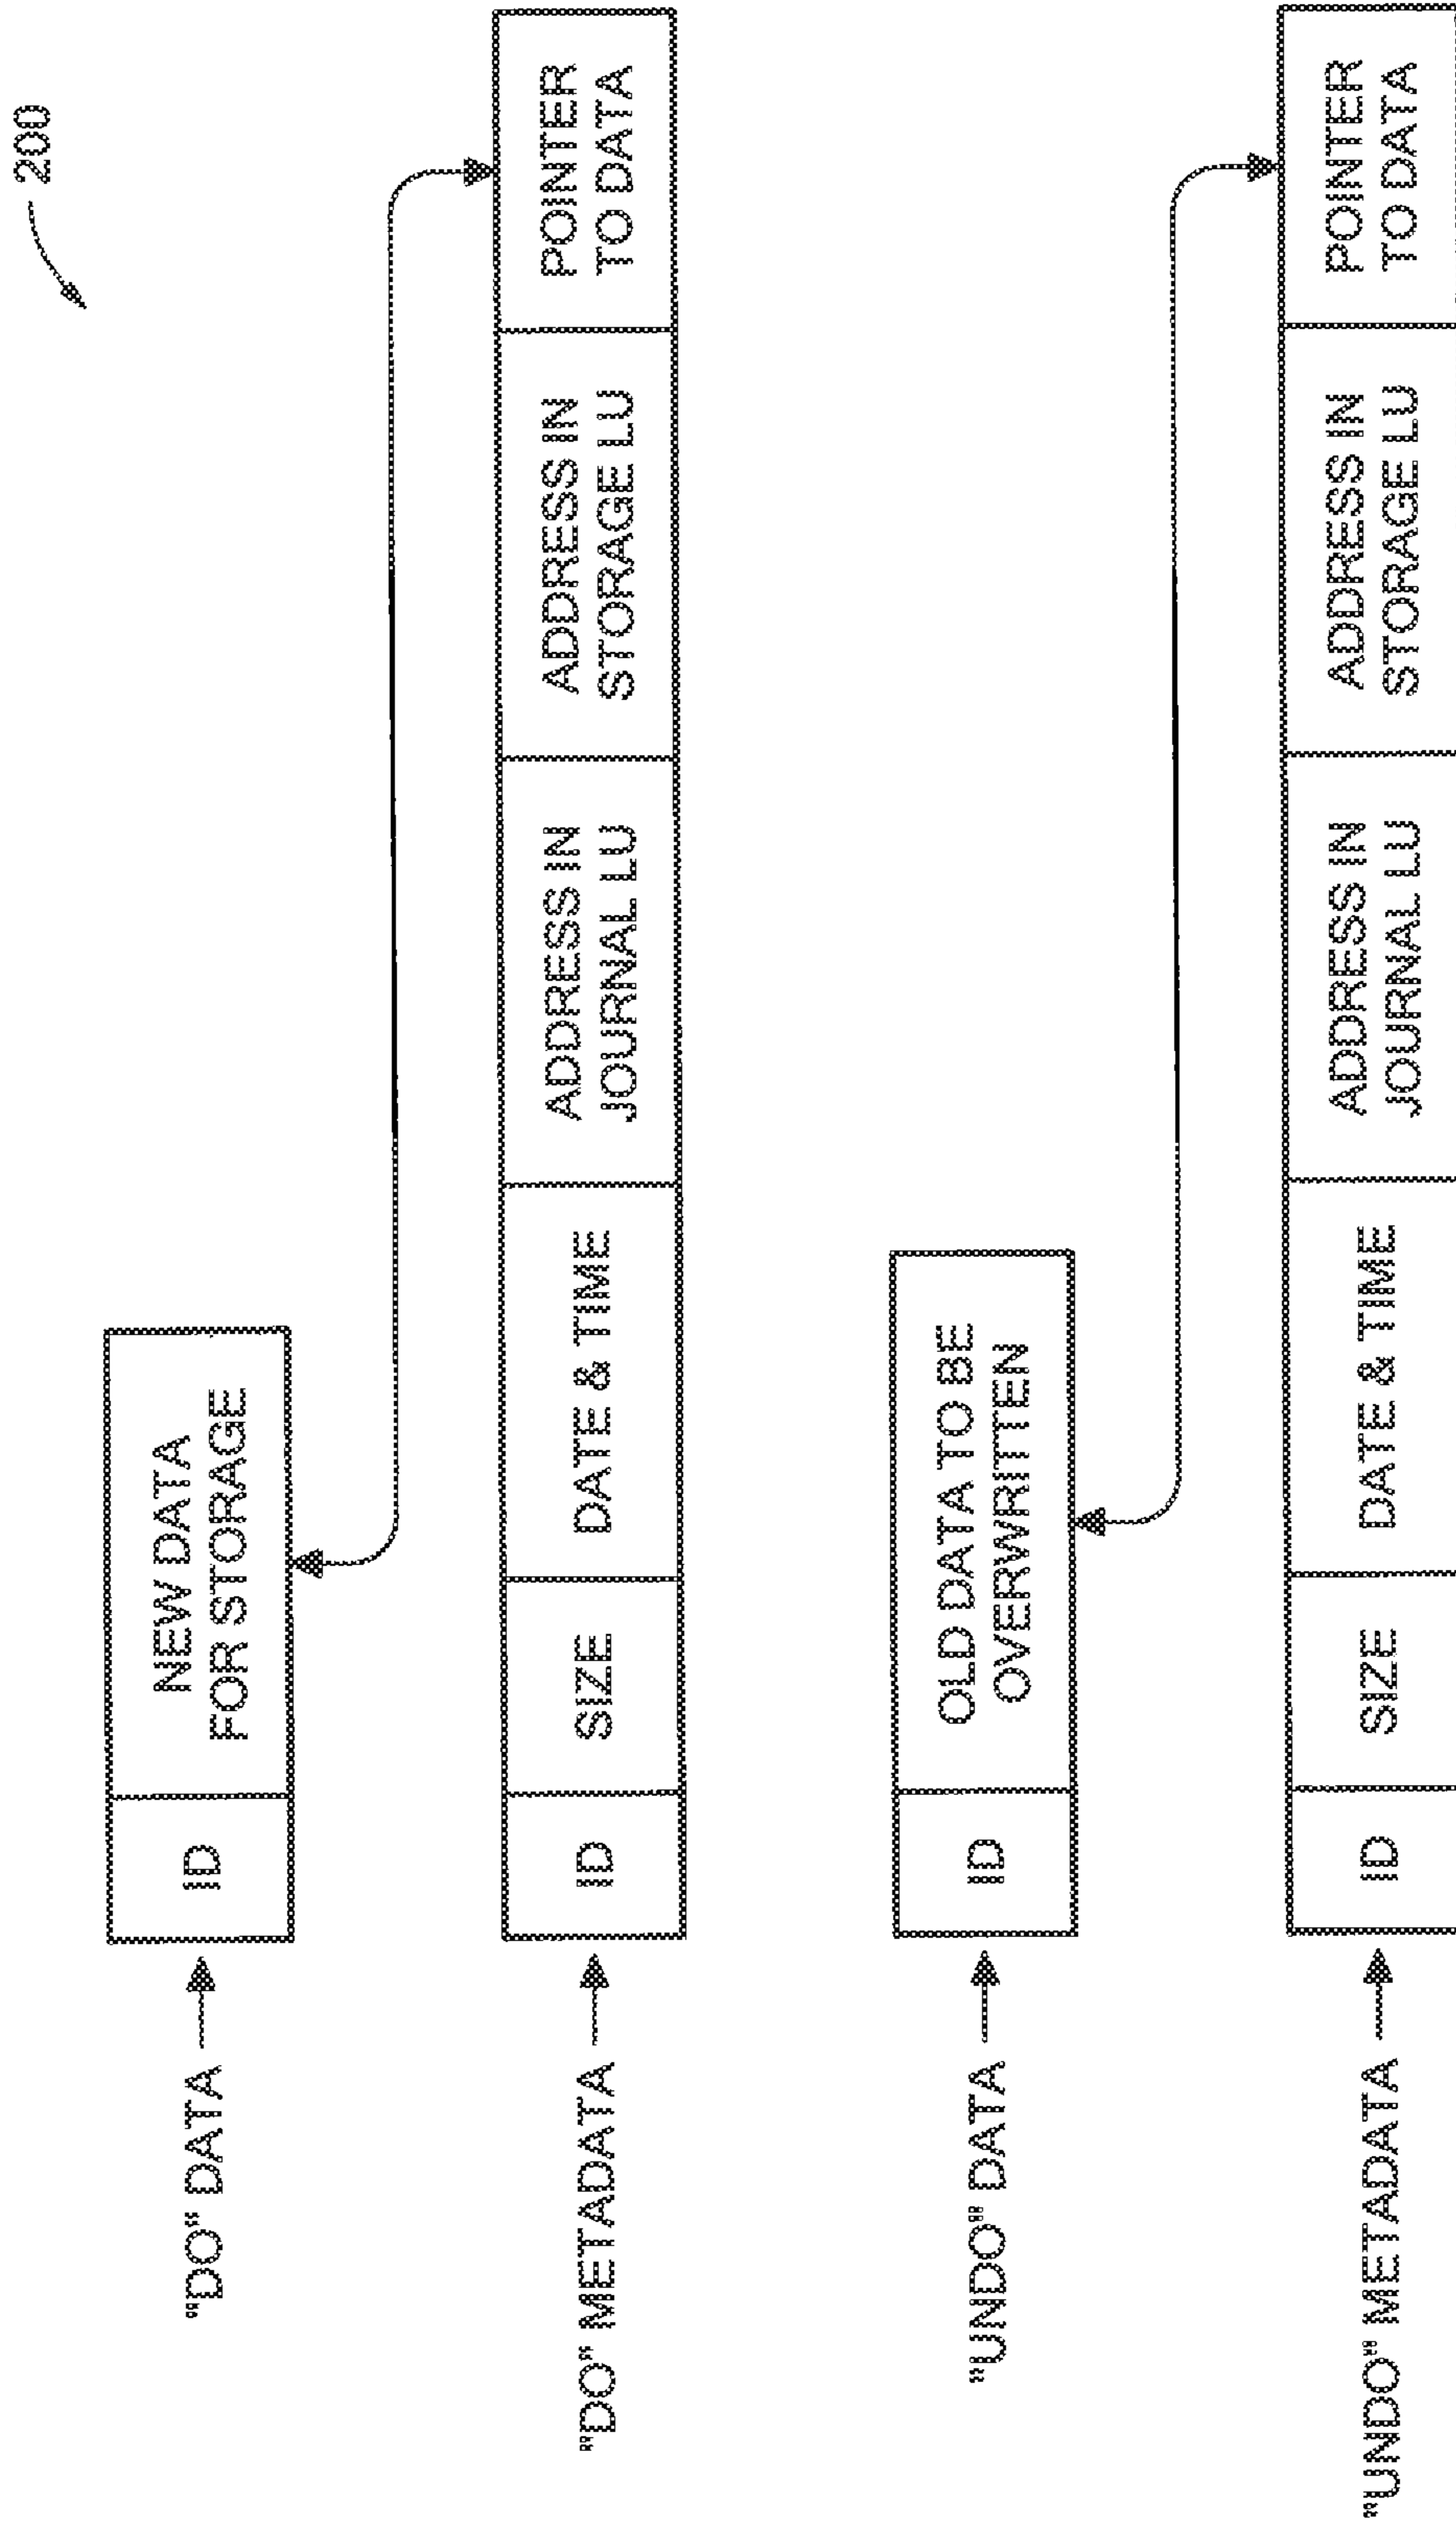 200
"DO" DATA
ID
NEW DATA
FOR STORAGE
"DO" METADATA
ID
SIZE
DATE & TIME
ADDRESS IN
JOURNAL LU
ADDRESS IN
STORAGE LU
POINTER
TO DATA
"UNDO" DATA
ID
OLD DATA TO BE
OVERWRITTEN
"UNDO" METADATA
ID
SIZE
DATE & TIME
ADDRESS IN
JOURNAL LU
ADDRESS IN
STORAGE LU
POINTER
TO DATA